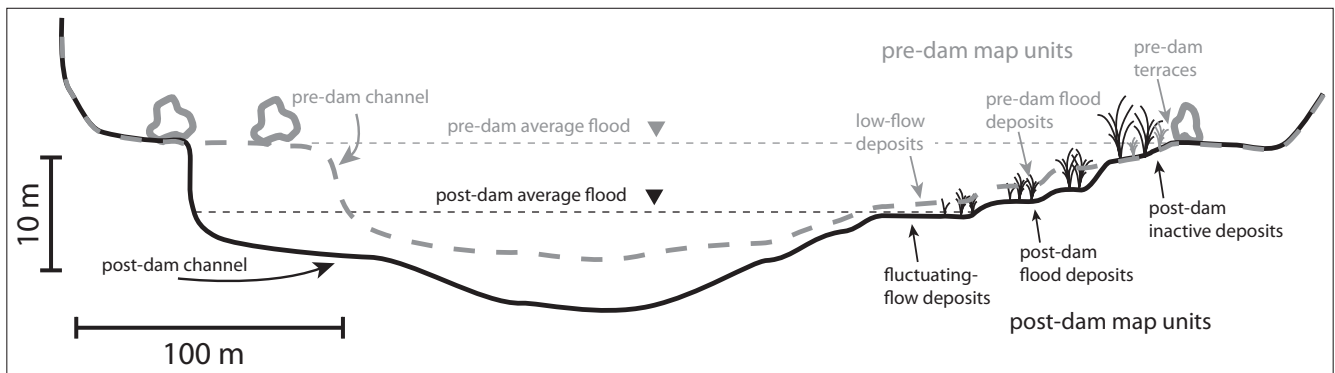 pre-dam map units
pre-dam
terraces
pre-dam channel
pre-dam flood
deposits
pre-dam average flood
low-flow
deposits
10 m
post-dam average flood
post-dam
inactive deposits
post-dam channel
post-dam
flood deposits
fluctuating-
flow deposits
post-dam map units
100 m